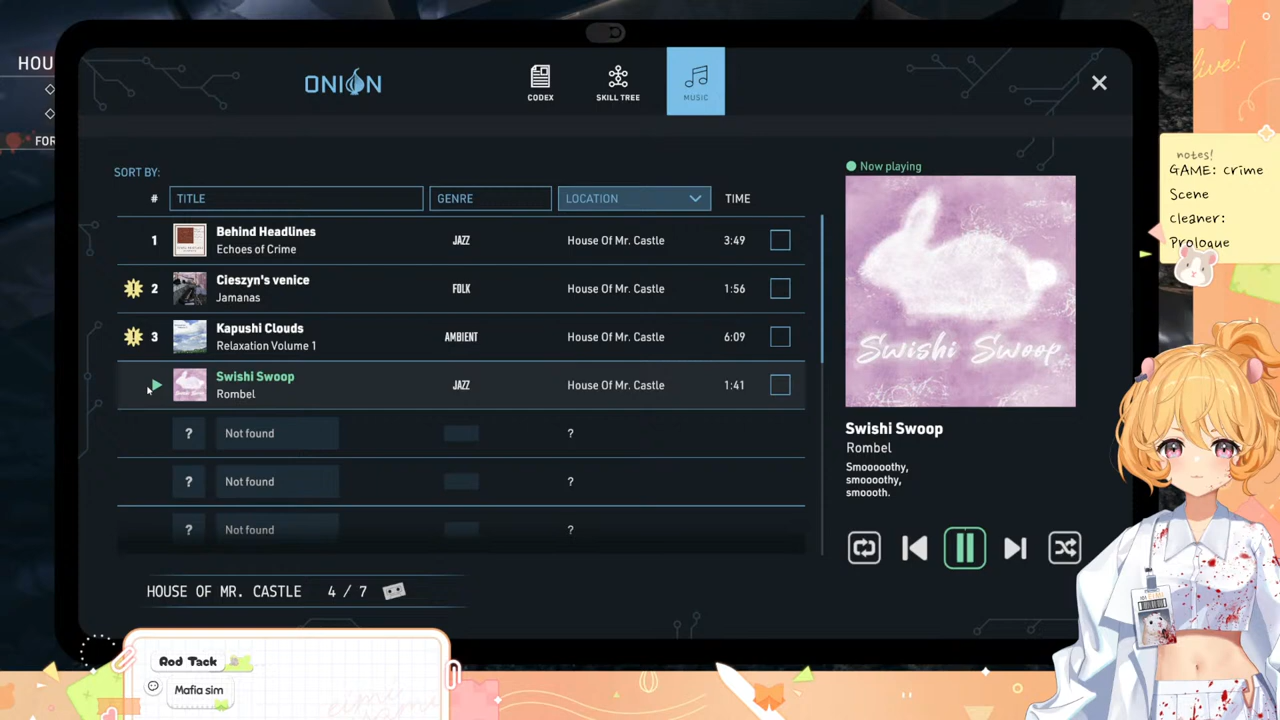 HOU
FOR
ONION
CODEX
SKILL TREE
MUSIC
live!
SORT BY:
# TITLE GENRE LOCATION TIME
1 Behind Headlines JAZZ House Of Mr. Castle 3:49
Echoes of Crime
2 Cieszyn's venice FOLK House Of Mr. Castle 1:56
Jamanas
3 Kapushi Clouds AMBIENT House Of Mr. Castle 6:09
Relaxation Volume 1
Swishi Swoop JAZZ House Of Mr. Castle 1:41
Rombel
? Not found ?
? Not found ?
? Not found ?
HOUSE OF MR. CASTLE 4 / 7
Now playing
Swishi Swoop
Swishi Swoop
Rombel
Smooooothy,
smoooothy,
smoooth.
notes!
GAME: crime
Scene
cleaner:
Prologue
Rod Tack
Mafia sim